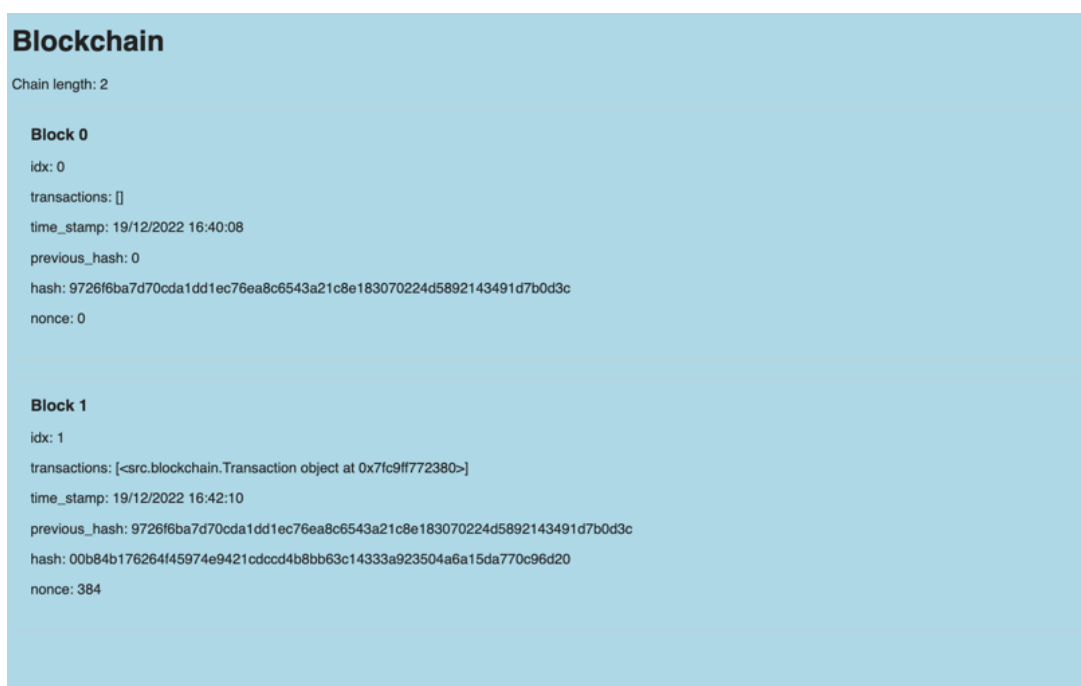 Blockchain
Chain length: 2
Block 0
idx: 0
transactions: []
time_stamp: 19/12/2022 16:40:08
previous_hash: 0
hash: 9726f6ba7d70cda1dd1ec76ea8c6543a21c8e183070224d5892143491d7b0d3c
nonce: 0
Block 1
idx: 1
transactions: [<src.blockchain.Transaction object at 0x7fc9ff772380>]
time_stamp: 19/12/2022 16:42:10
previous_hash: 9726f6ba7d70cda1dd1ec76ea8c6543a21c8e183070224d5892143491d7b0d3c
hash: 00b84b176264f45974e9421cdccd4b8bb63c14333a923504a6a15da770c96d20
nonce: 384